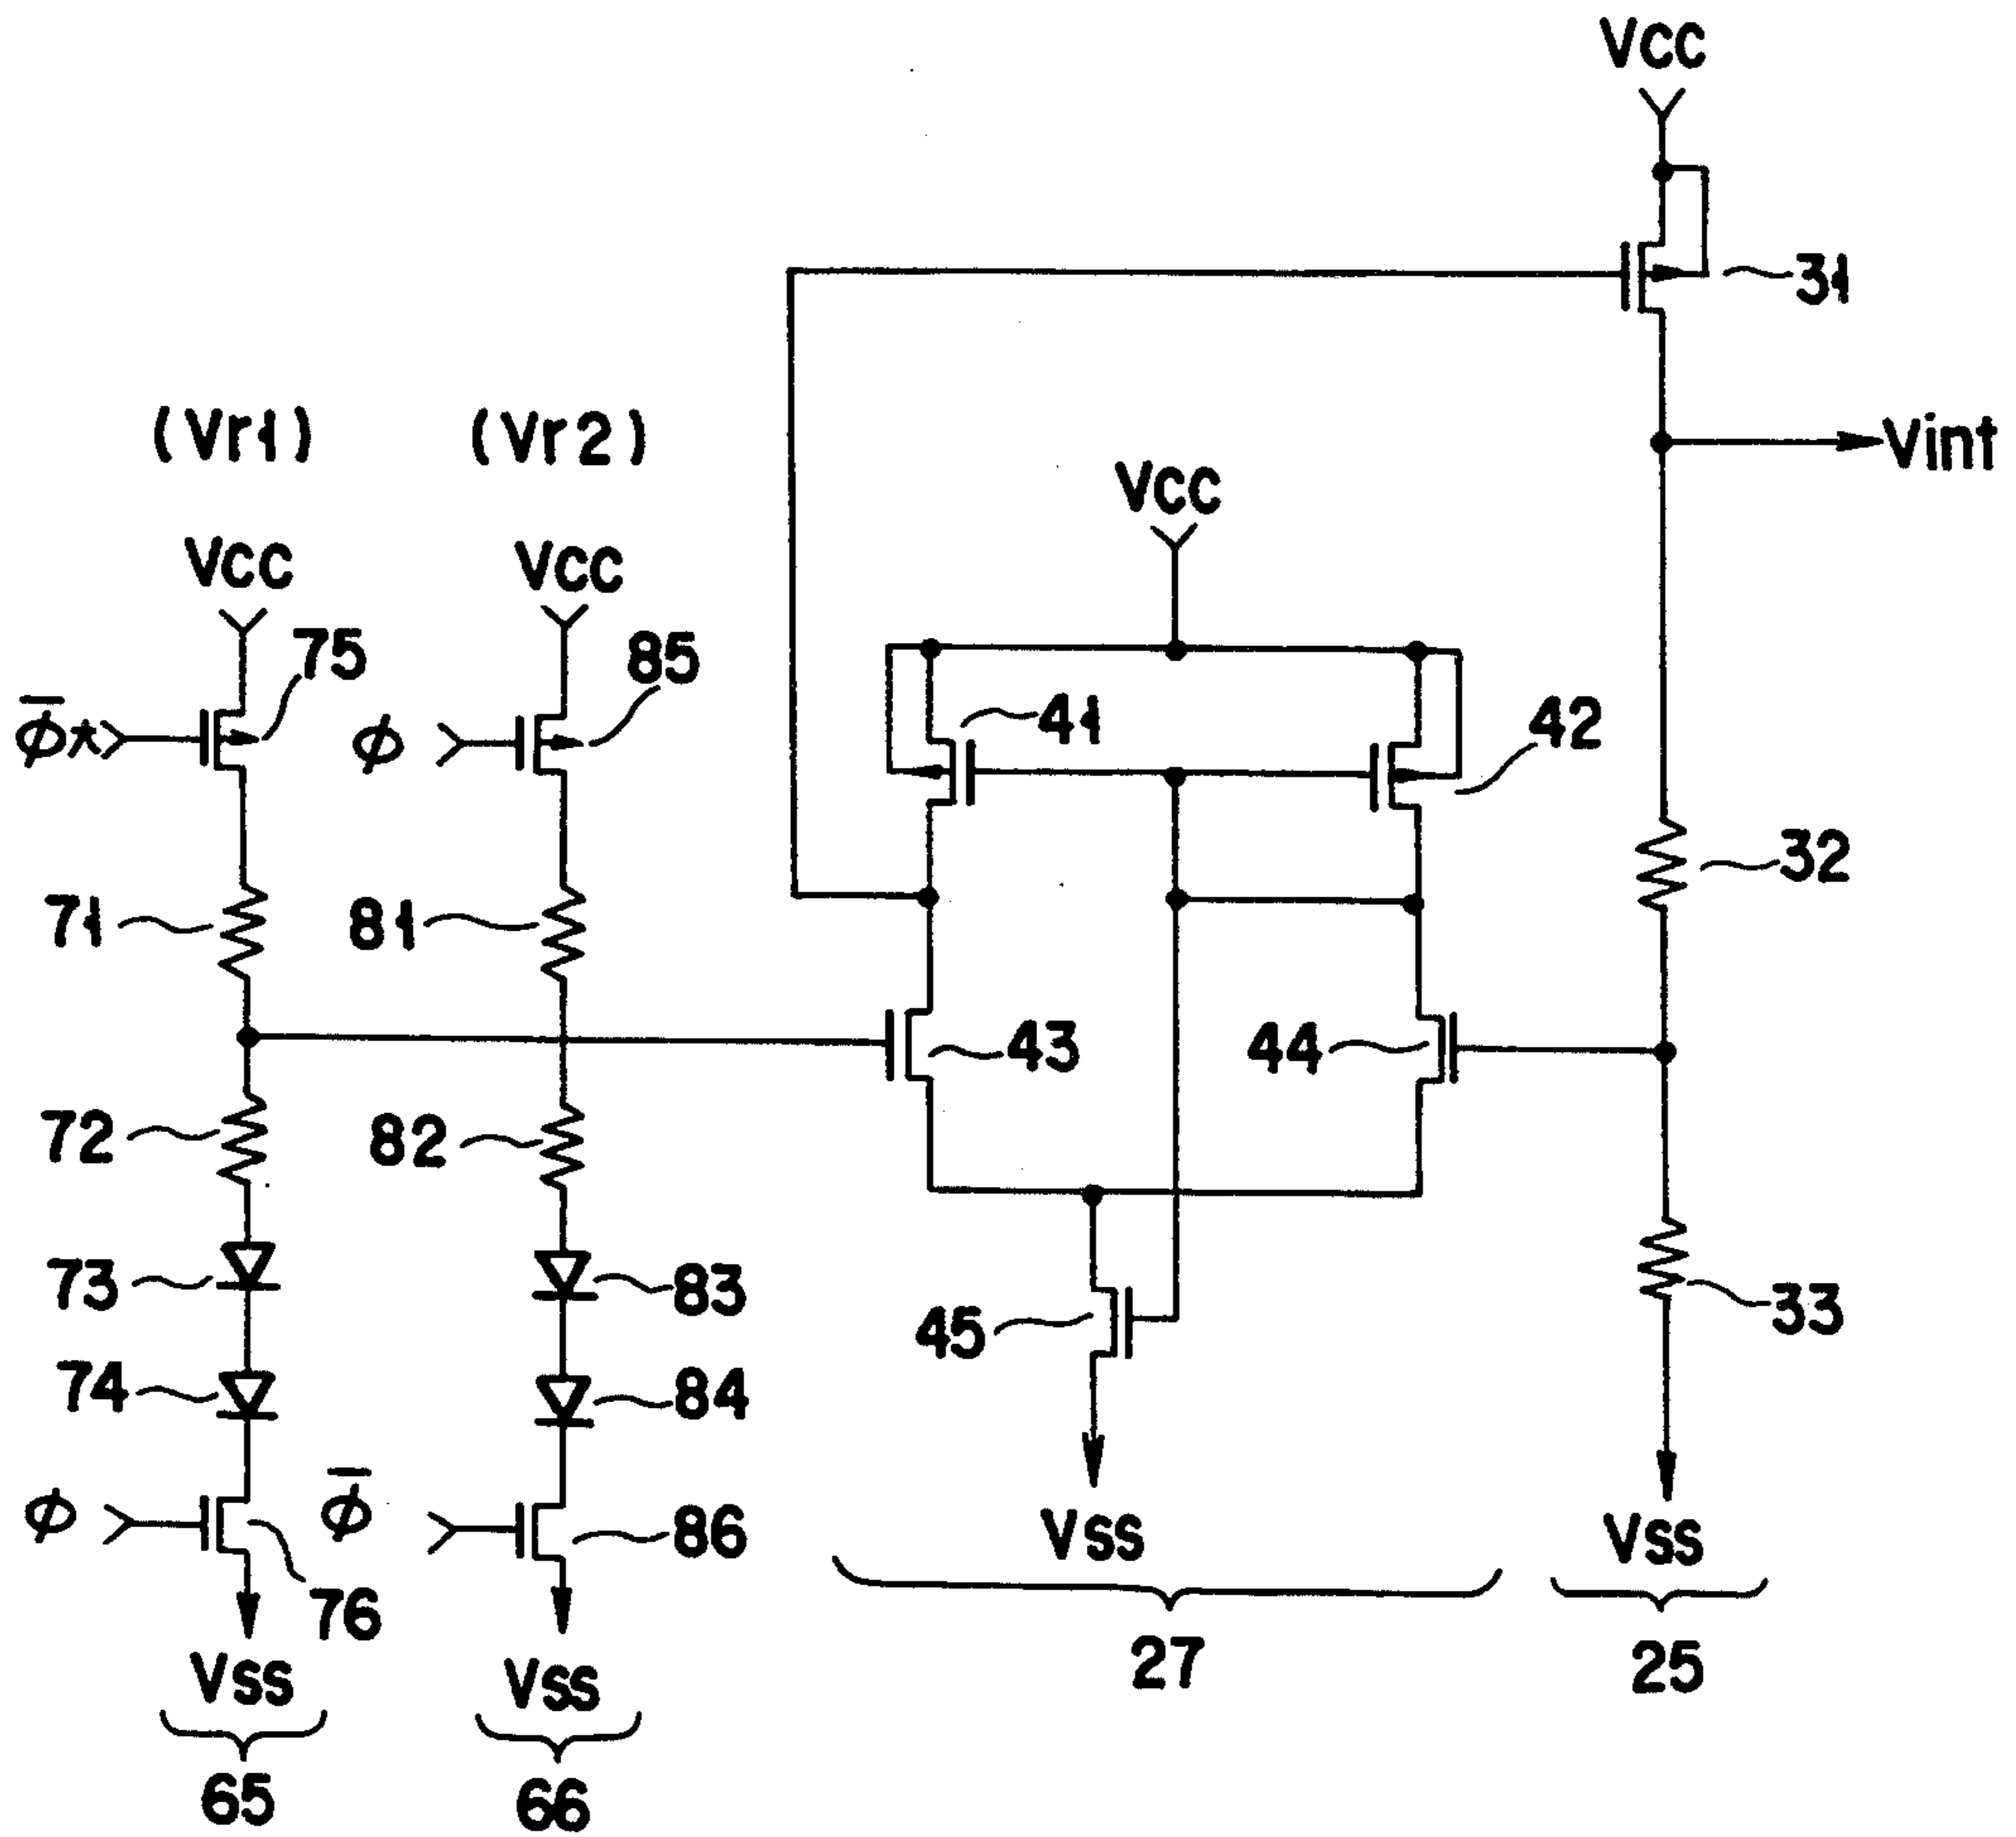 VCC
31
(Vr1) (Vr2)
Vint
VCC
VCC VCC
75 85
41 42
φ̅* φ
32
71 81
43 44
72 82
73 83
45 33
74 84
φ φ̅ 86
VSS VSS
76
27 25
VSS VSS
65 66